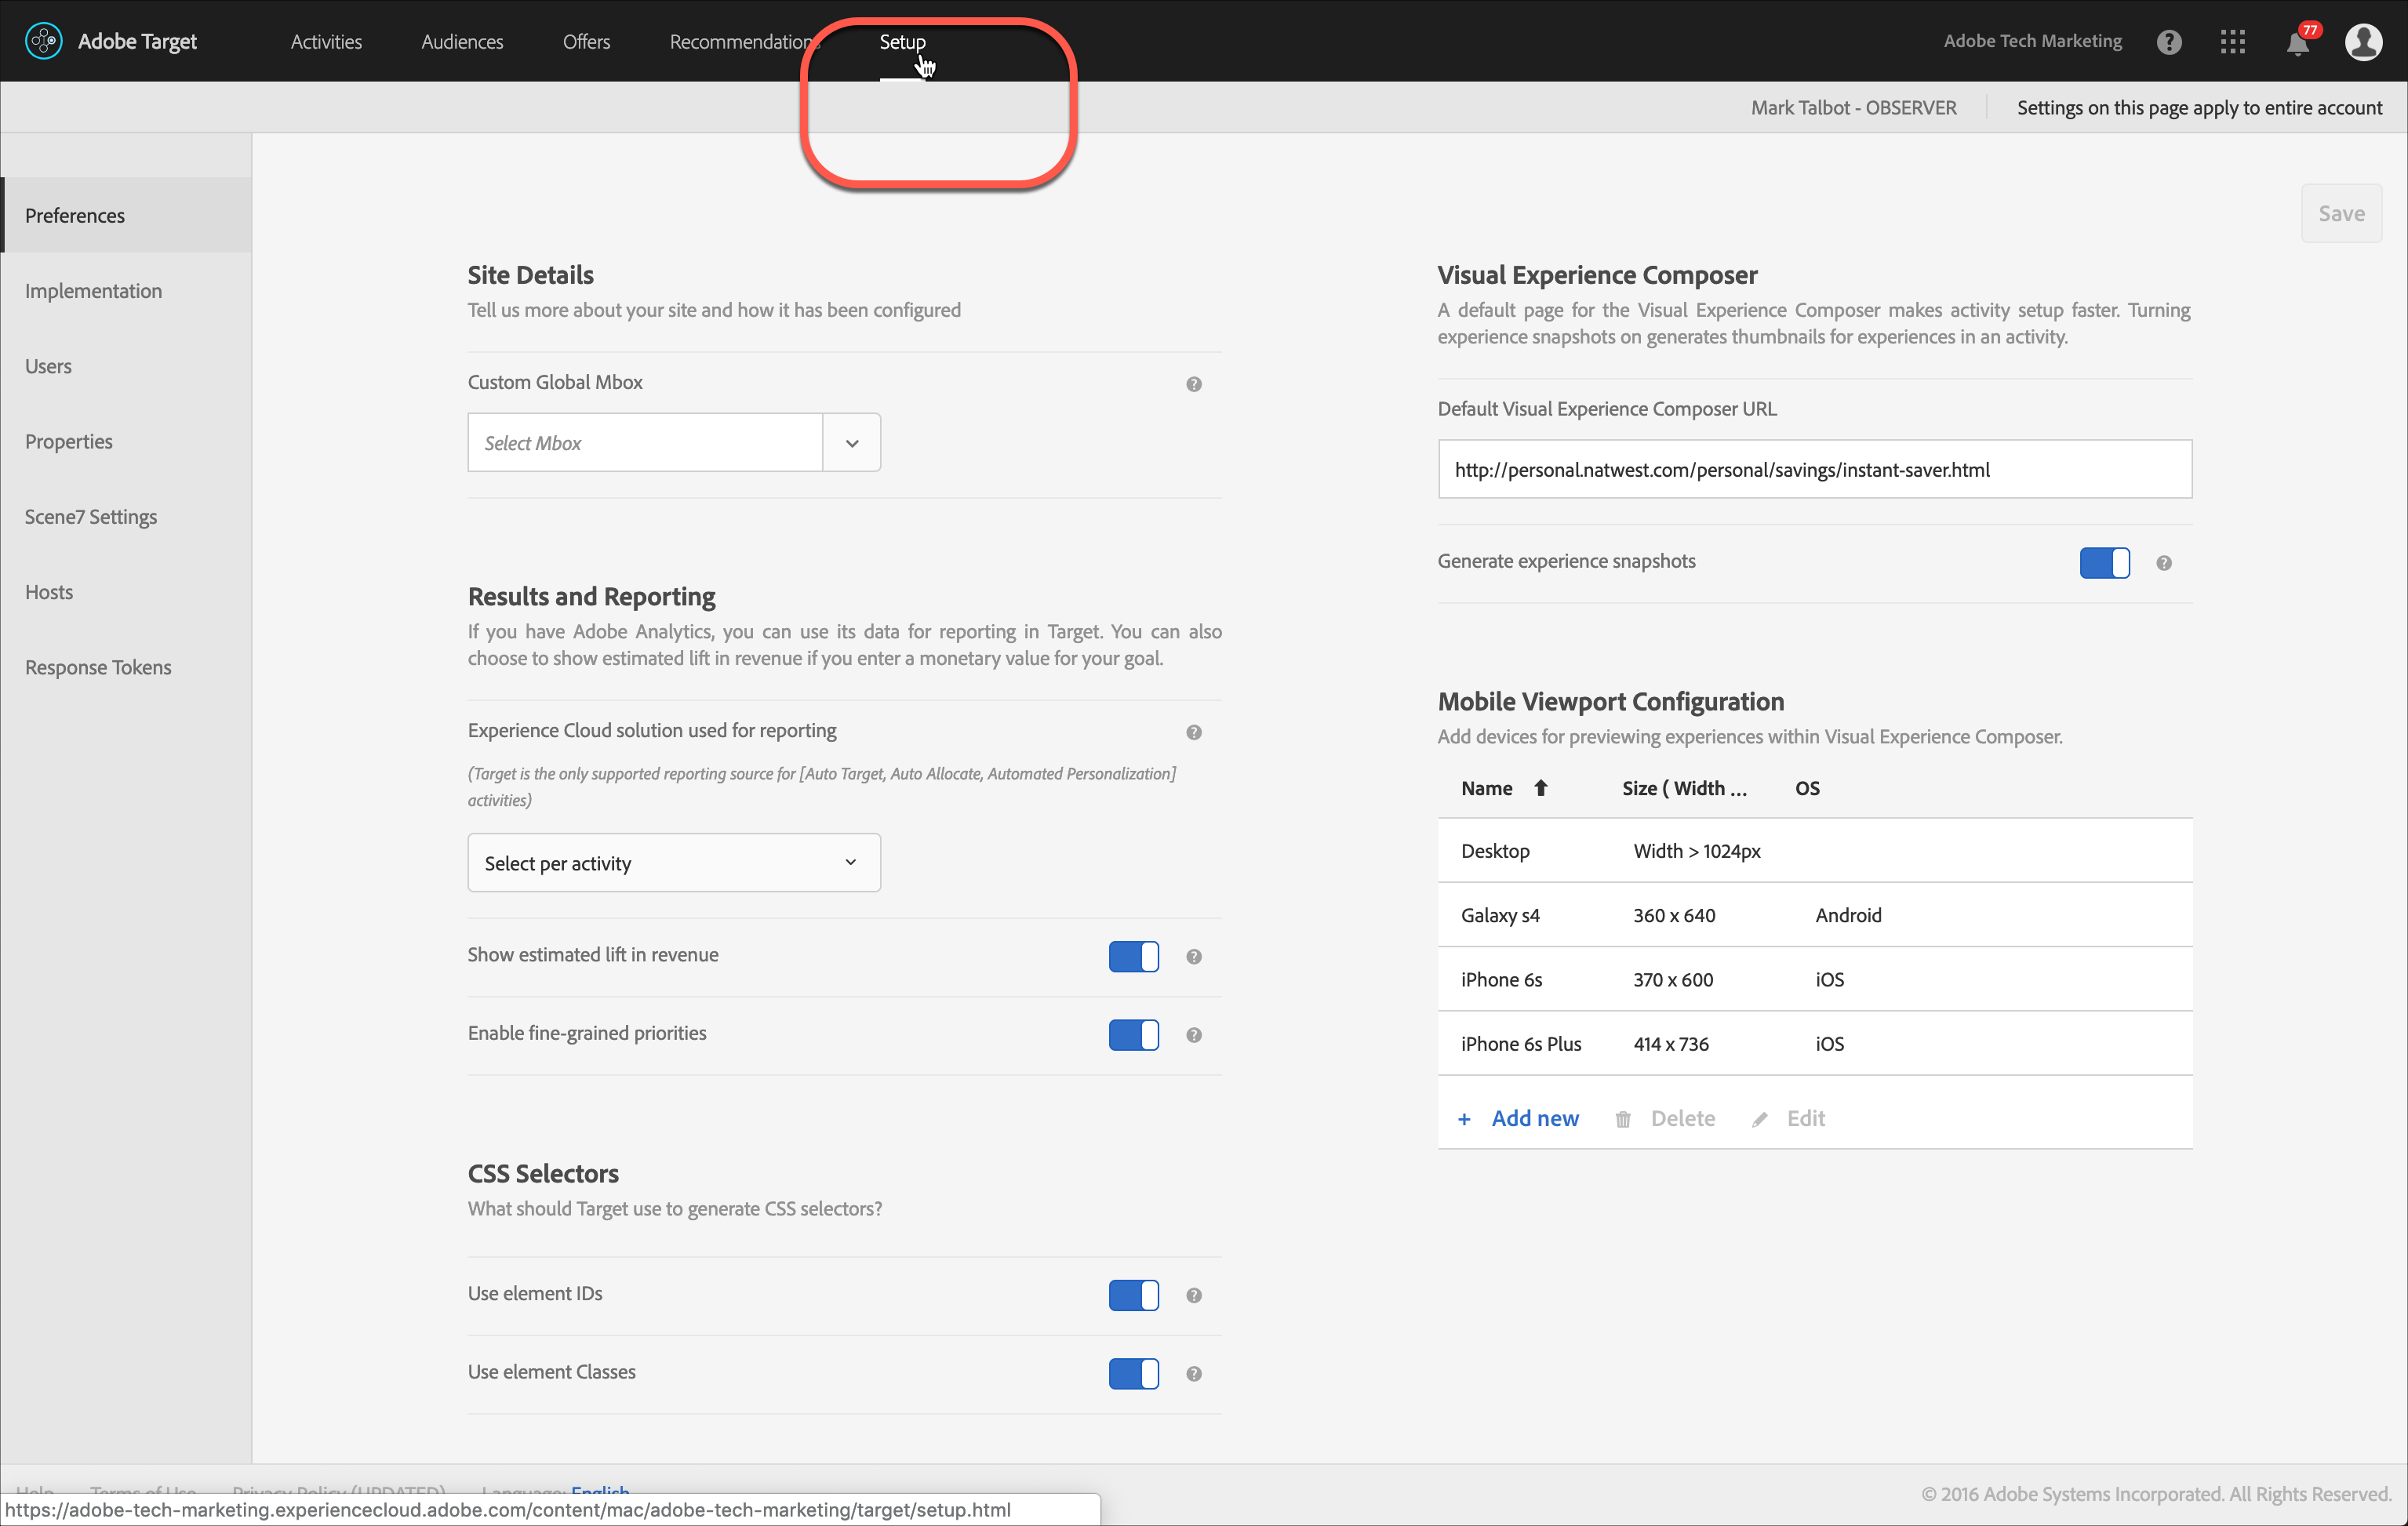 Adobe Target
Activities
Audiences
Offers
Recommendations
Setup
Adobe Tech Marketing
77
Mark Talbot - OBSERVER
Settings on this page apply to entire account
Preferences
Implementation
Users
Properties
Scene7 Settings
Hosts
Response Tokens
Save
Site Details
Tell us more about your site and how it has been configured
Custom Global Mbox
Select Mbox
Results and Reporting
If you have Adobe Analytics, you can use its data for reporting in Target. You can also
choose to show estimated lift in revenue if you enter a monetary value for your goal.
Experience Cloud solution used for reporting
(Target is the only supported reporting source for [Auto Target, Auto Allocate, Automated Personalization]
activities)
Select per activity
Show estimated lift in revenue
Enable fine-grained priorities
CSS Selectors
What should Target use to generate CSS selectors?
Use element IDs
Use element Classes
Visual Experience Composer
A default page for the Visual Experience Composer makes activity setup faster. Turning
experience snapshots on generates thumbnails for experiences in an activity.
Default Visual Experience Composer URL
http://personal.natwest.com/personal/savings/instant-saver.html
Generate experience snapshots
Mobile Viewport Configuration
Add devices for previewing experiences within Visual Experience Composer.
Name Size ( Width ... OS
Desktop Width > 1024px
Galaxy s4 360 x 640 Android
iPhone 6s 370 x 600 iOS
iPhone 6s Plus 414 x 736 iOS
+ Add new Delete Edit
Help Terms of Use Privacy Policy (UPDATED) Language: English
© 2016 Adobe Systems Incorporated. All Rights Reserved.
https://adobe-tech-marketing.experiencecloud.adobe.com/content/mac/adobe-tech-marketing/target/setup.html